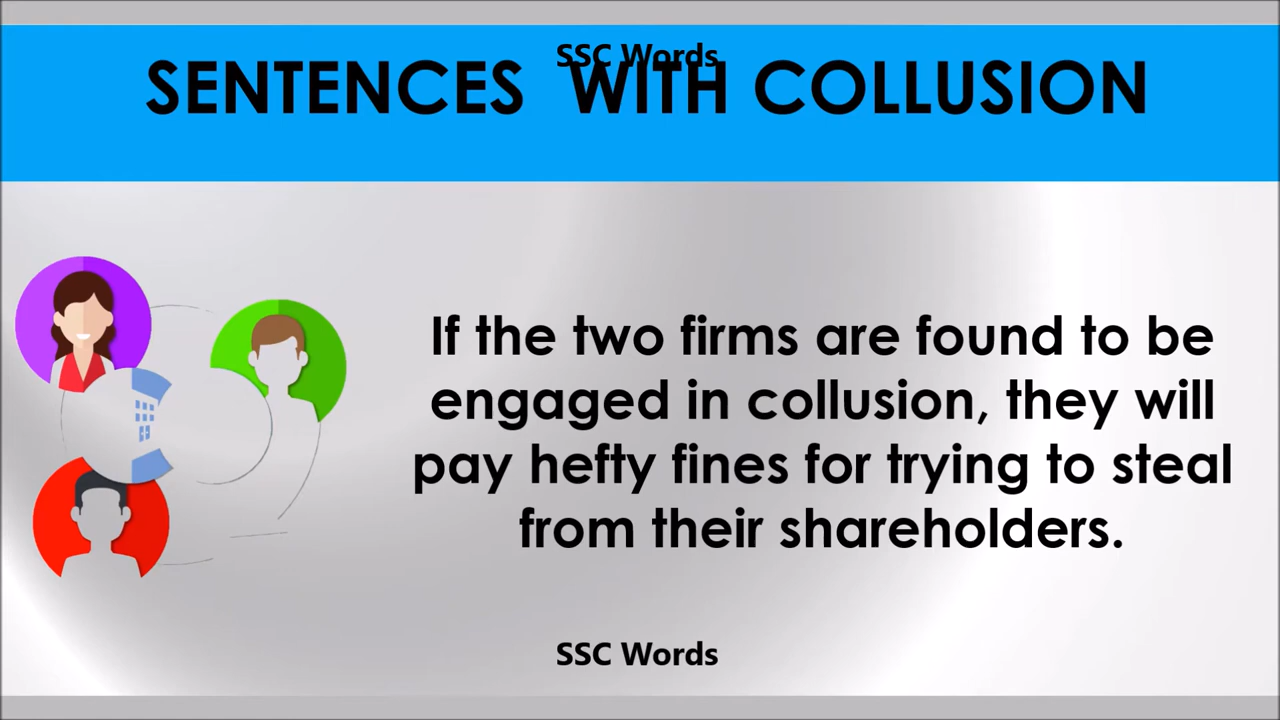 SSC Words
SENTENCES WITH COLLUSION
If the two firms are found to be
engaged in collusion, they will
pay hefty fines for trying to steal
from their shareholders.
SSC Words